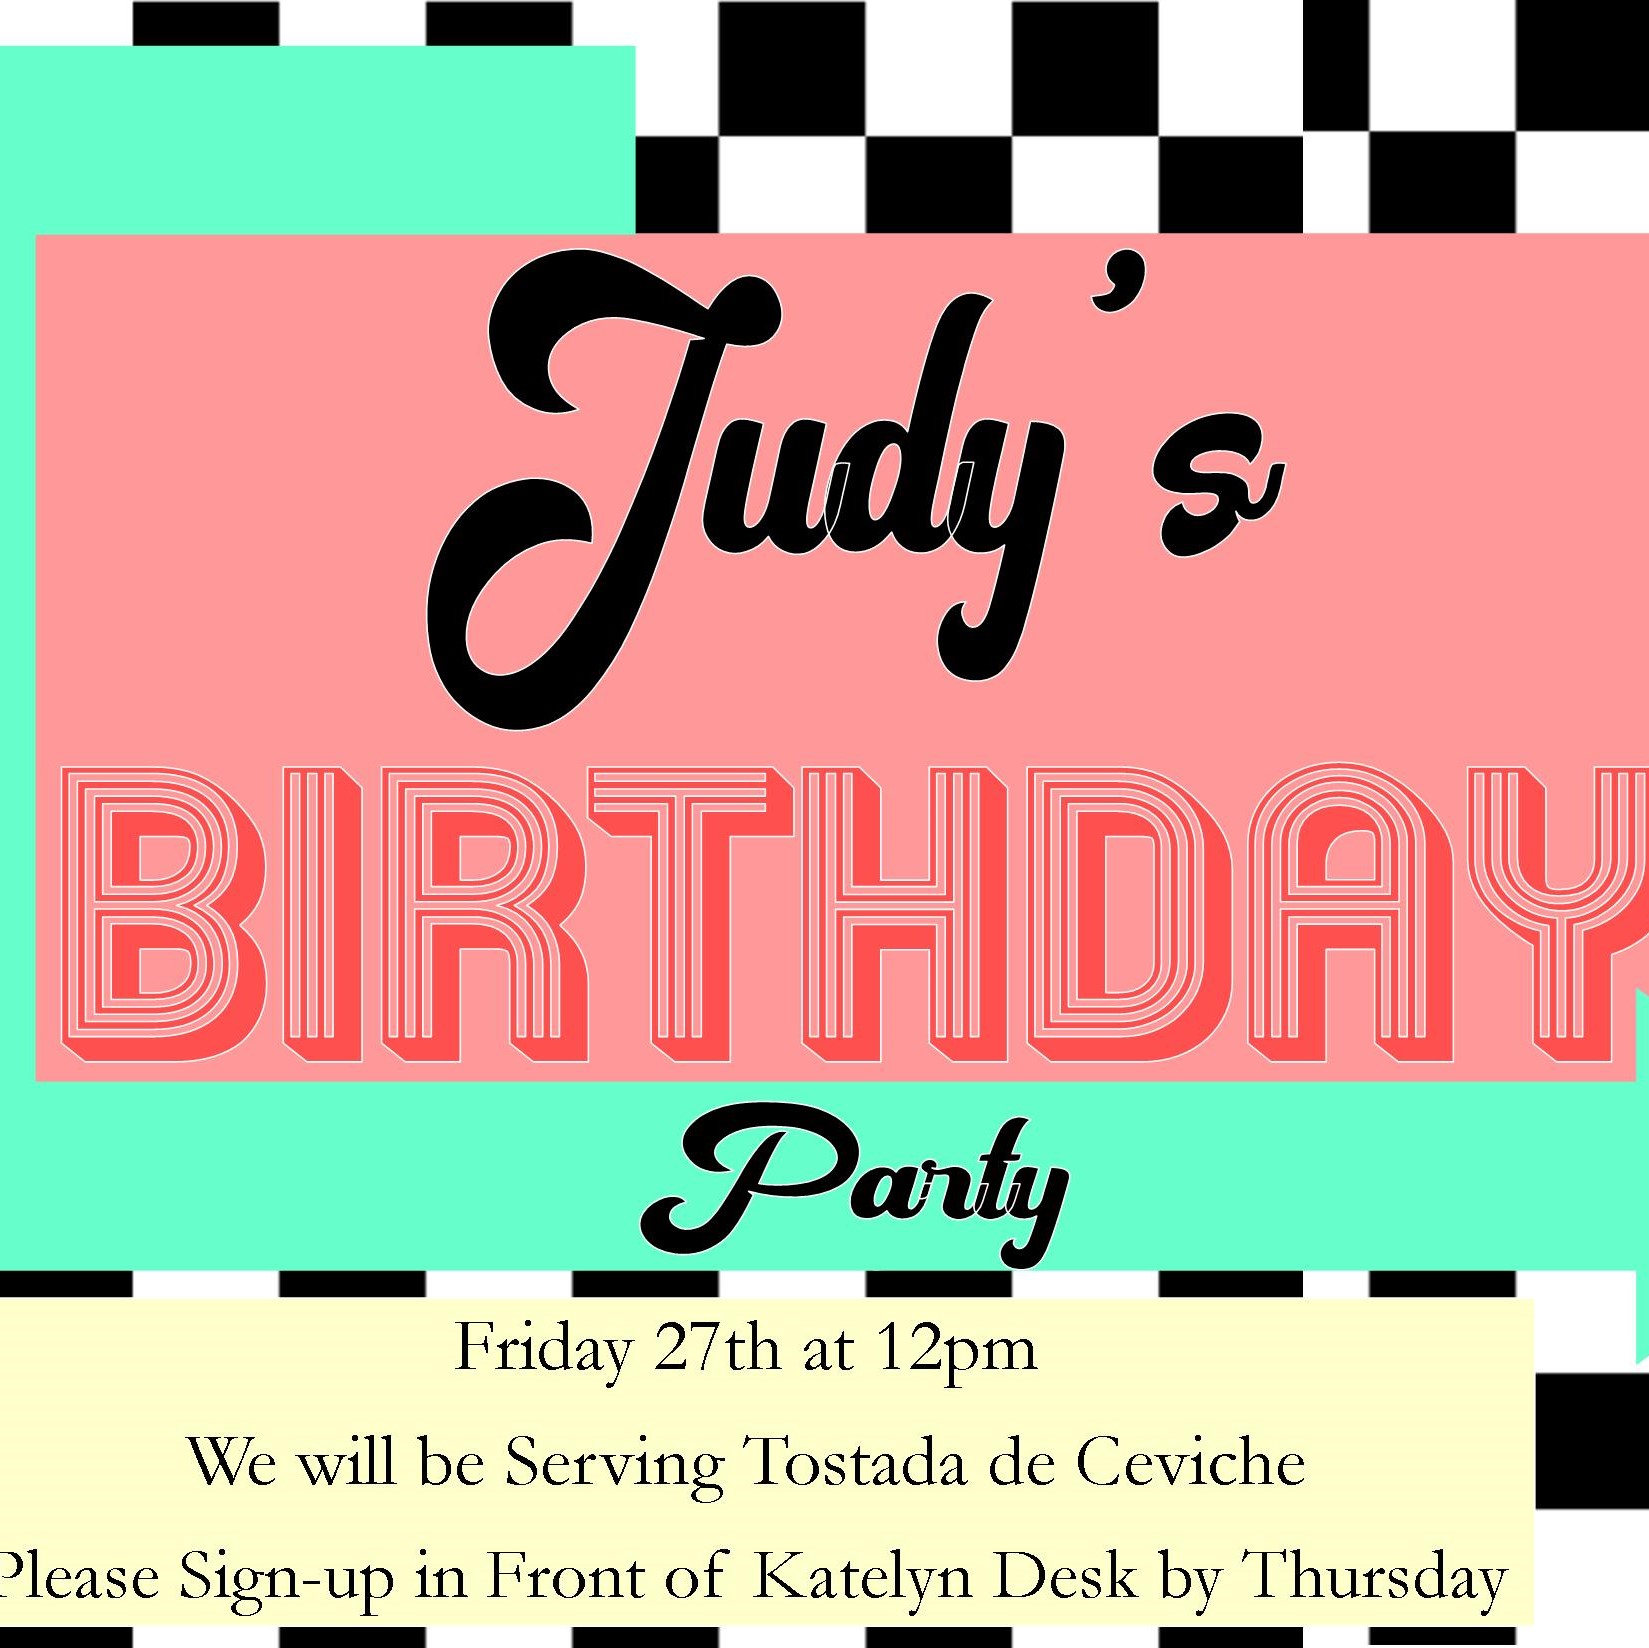 Judy's
BIRTHDAY
Party
Friday 27th at 12pm
We will be Serving Tostada de Ceviche
Please Sign-up in Front of Katelyn Desk by Thursday